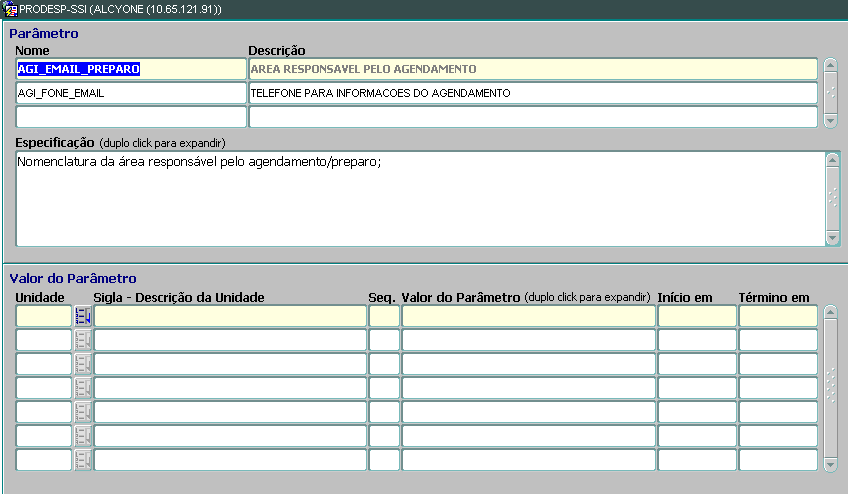 PRODESP-SSI (ALCYONE (10.65.121.91))
Parâmetro
Nome Descrição
AGI_EMAIL_PREPARO AREA RESPONSAVEL PELO AGENDAMENTO
AGI_FONE_EMAIL TELEFONE PARA INFORMACOES DO AGENDAMENTO
Especificação (duplo click para expandir)
Nomenclatura da área responsável pelo agendamento/preparo;
Valor do Parâmetro
Unidade Sigla - Descrição da Unidade Seq. Valor do Parâmetro (duplo click para expandir) Início em Término em